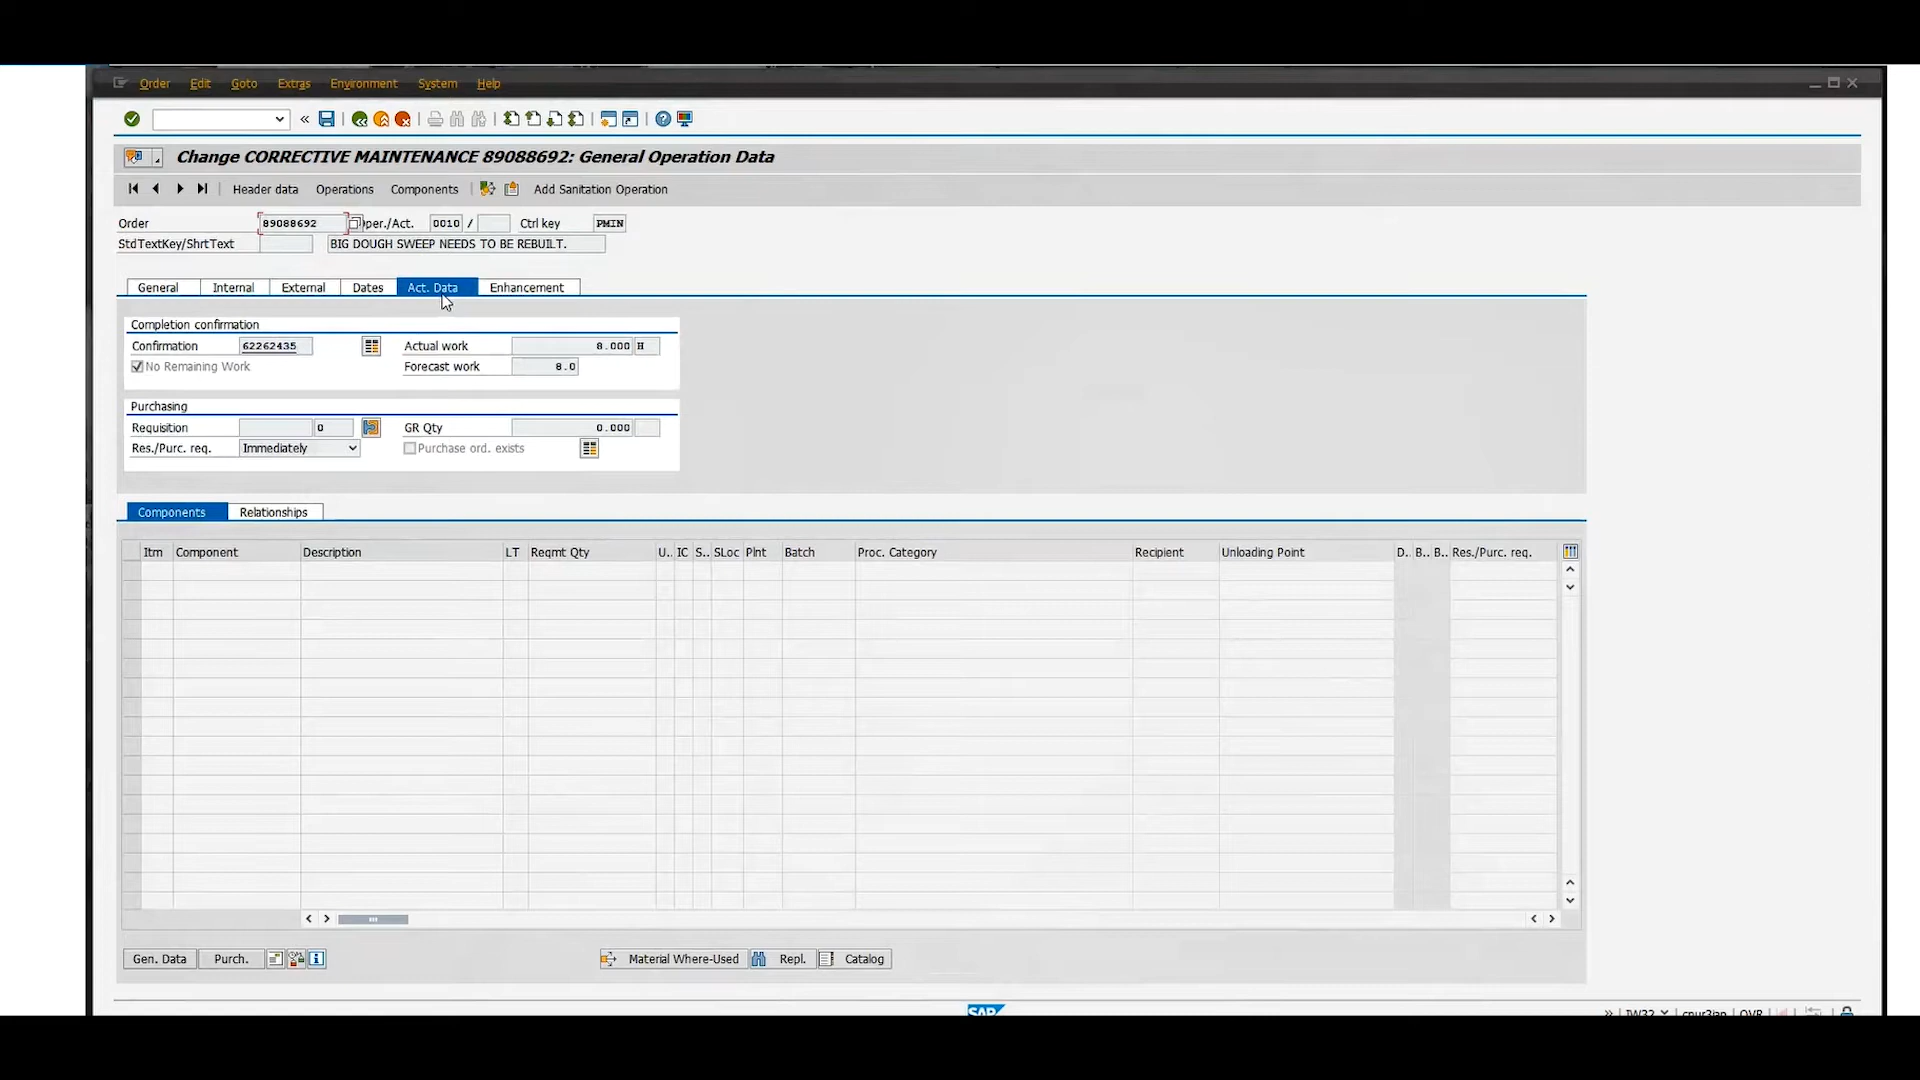 Order Edit Goto Extras Environment System Help
Change CORRECTIVE MAINTENANCE 89088692: General Operation Data
Header data Operations Components Add Sanitation Operation
Order 89088692 per./Act. 0010 / Ctrl key PMIN
StdTextKey/ShrtText BIG DOUGH SWEEP NEEDS TO BE REBUILT.
General Internal External Dates Act. Data Enhancement
Completion confirmation
Confirmation 62262435 Actual work 8.000 H
No Remaining Work Forecast work 8.0
Purchasing
Requisition 0 GR Qty 0.000
Res./Purc. req. Immediately Purchase ord. exists
Components Relationships
Itm Component Description LT Reqmt Qty U.. IC S.. SLoc Plnt Batch Proc. Category Recipient Unloading Point D.. B.. B.. Res./Purc. req.
Gen. Data Purch. Material Where-Used Repl. Catalog
SAP IW32 OVR